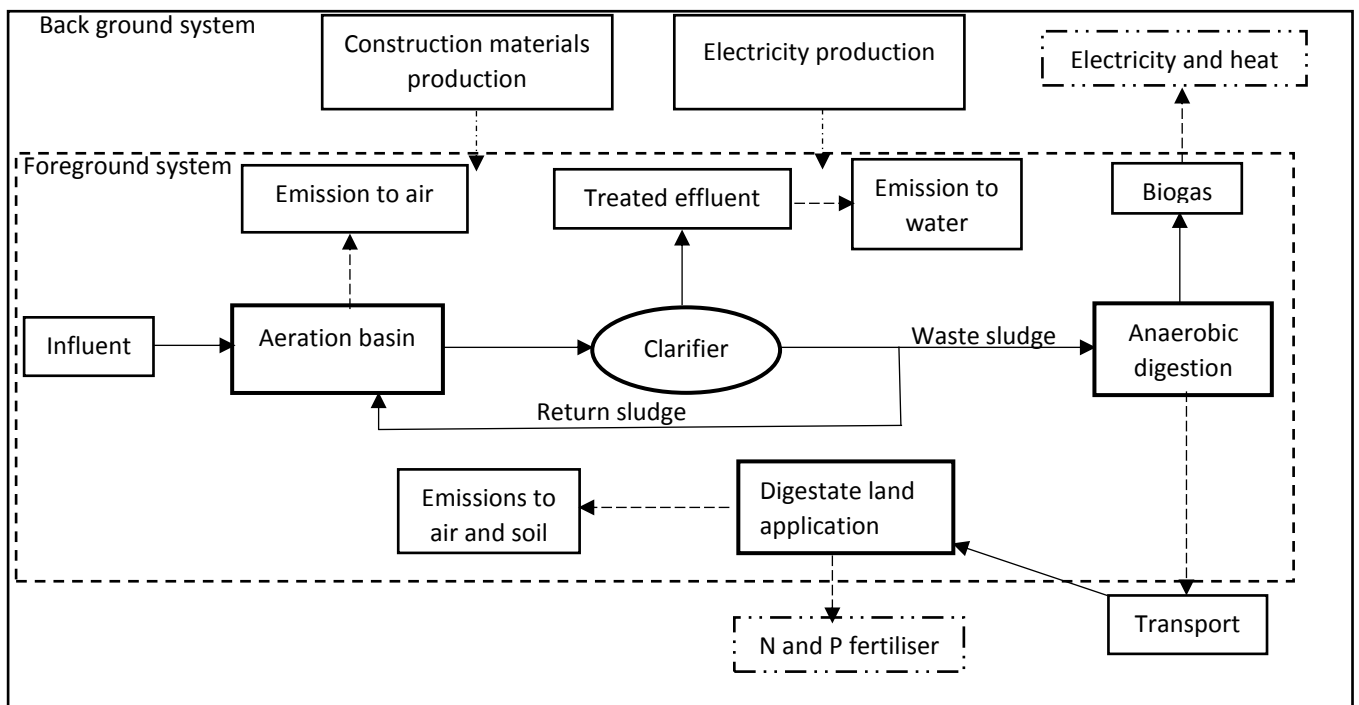 Back ground system
Construction materials
production
Electricity production
Electricity and heat
Foreground system
Emission to air
Treated effluent
Emission to
water
Biogas
Influent
Aeration basin
Clarifier
Waste sludge
Anaerobic
digestion
Return sludge
Emissions to
air and soil
Digestate land
application
Transport
N and P fertiliser